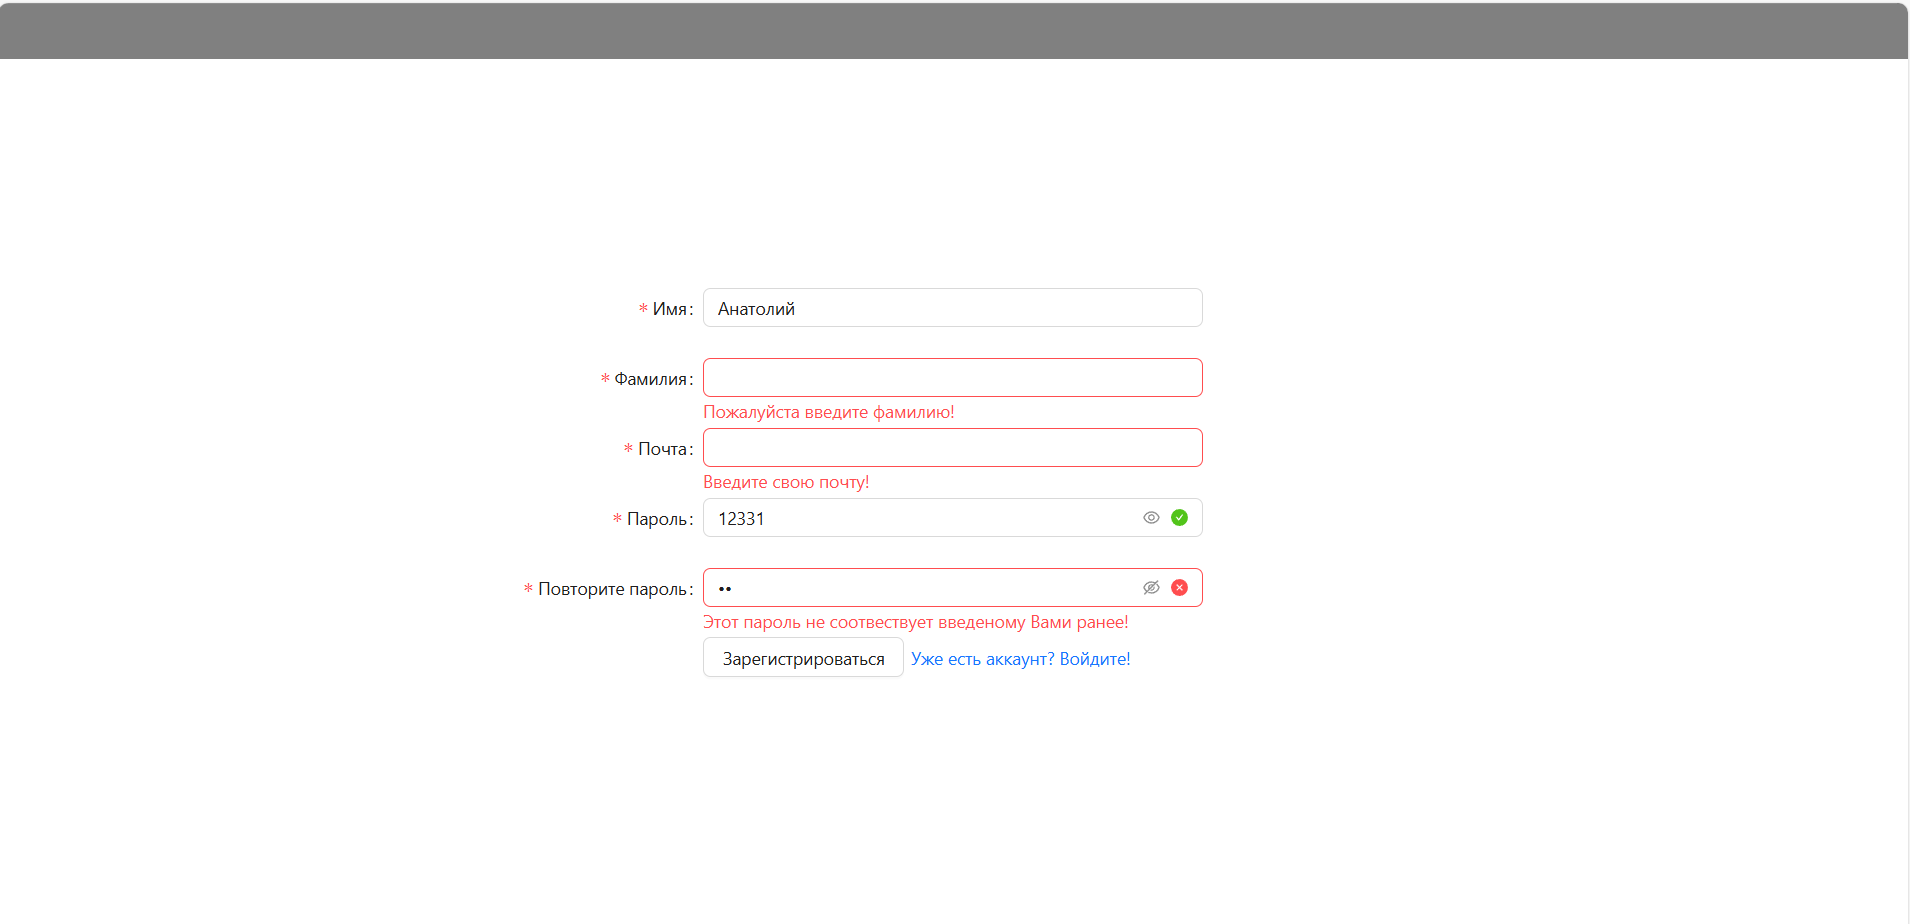 * Имя: Анатолий
* Фамилия:
Пожалуйста введите фамилию!
* Почта:
Введите свою почту!
* Пароль: 12331
* Повторите пароль: ••
Этот пароль не соотвествует введеному Вами ранее!
Зарегистрироваться Уже есть аккаунт? Войдите!